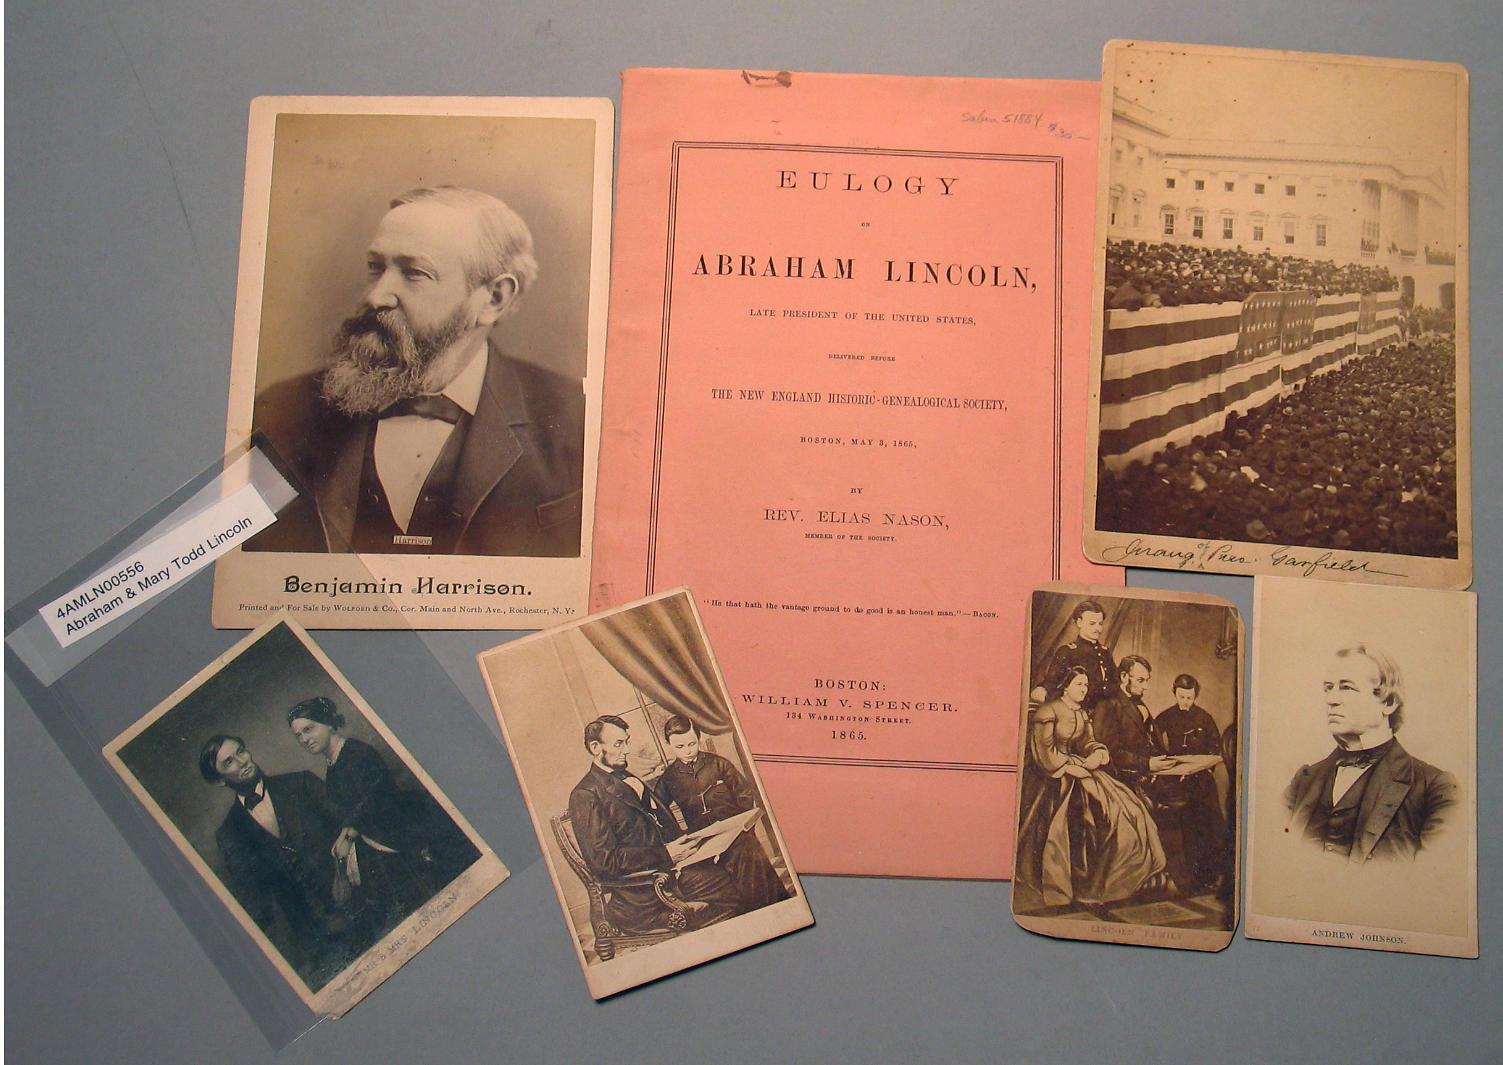 Harrison
Benjamin Harrison.
Printed and For Sale by WOLFORD & Co., Cor. Main and North Ave., Rochester, N. Y.
Sabin 51884 $30-
EULOGY
ON
ABRAHAM LINCOLN,
LATE PRESIDENT OF THE UNITED STATES,
DELIVERED BEFORE
THE NEW ENGLAND HISTORIC-GENEALOGICAL SOCIETY,
BOSTON, MAY 3, 1865,
BY
REV. ELIAS NASON,
MEMBER OF THE SOCIETY.
"He that hath the vantage ground to do good is an honest man."—BACON.
BOSTON:
WILLIAM V. SPENCER.
134 WASHINGTON STREET.
1865.
Inaug. of Pres. Garfield
4AMLN00556
Abraham & Mary Todd Lincoln
MR & MRS LINCOLN
LINCOLN FAMILY
ANDREW JOHNSON.